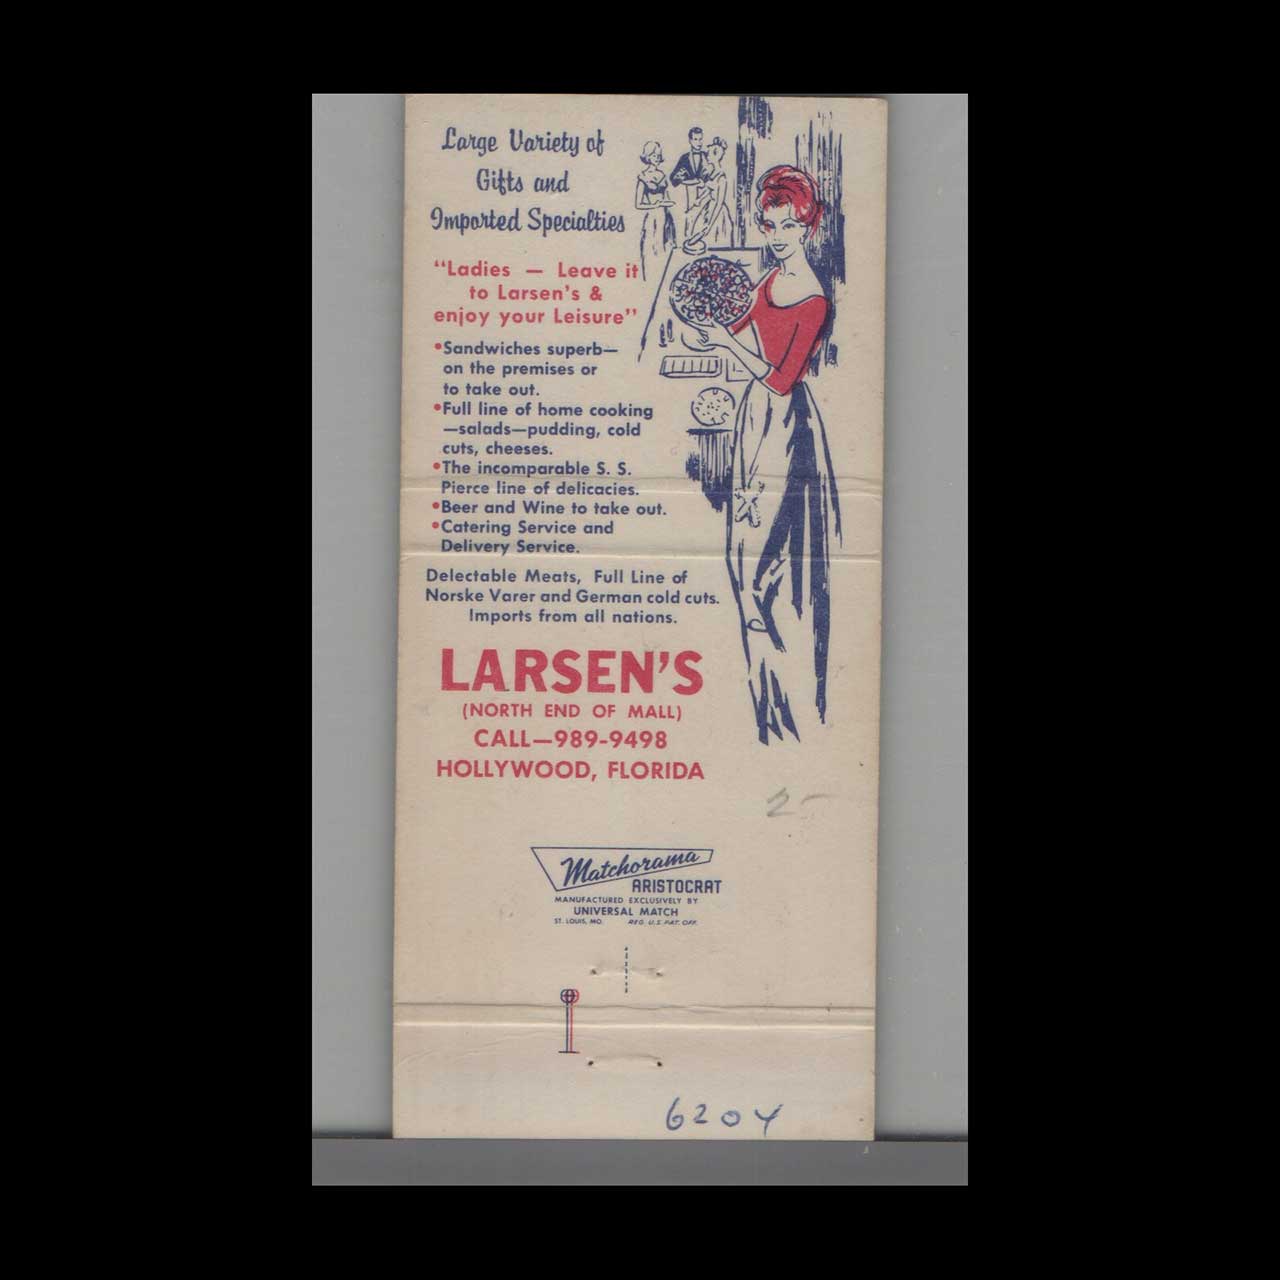 Large Variety of
Gifts and
Imported Specialties
"Ladies — Leave it
to Larsen's &
enjoy your Leisure"
•Sandwiches superb—
on the premises or
to take out.
•Full line of home cooking
—salads—pudding, cold
cuts, cheeses.
•The incomparable S. S.
Pierce line of delicacies.
•Beer and Wine to take out.
•Catering Service and
Delivery Service.
Delectable Meats, Full Line of
Norske Varer and German cold cuts.
Imports from all nations.
LARSEN'S
(NORTH END OF MALL)
CALL—989-9498
HOLLYWOOD, FLORIDA
2-
Matchorama
ARISTOCRAT
MANUFACTURED EXCLUSIVELY BY
UNIVERSAL MATCH
ST. LOUIS, MO. REG. U.S. PAT. OFF.
6204